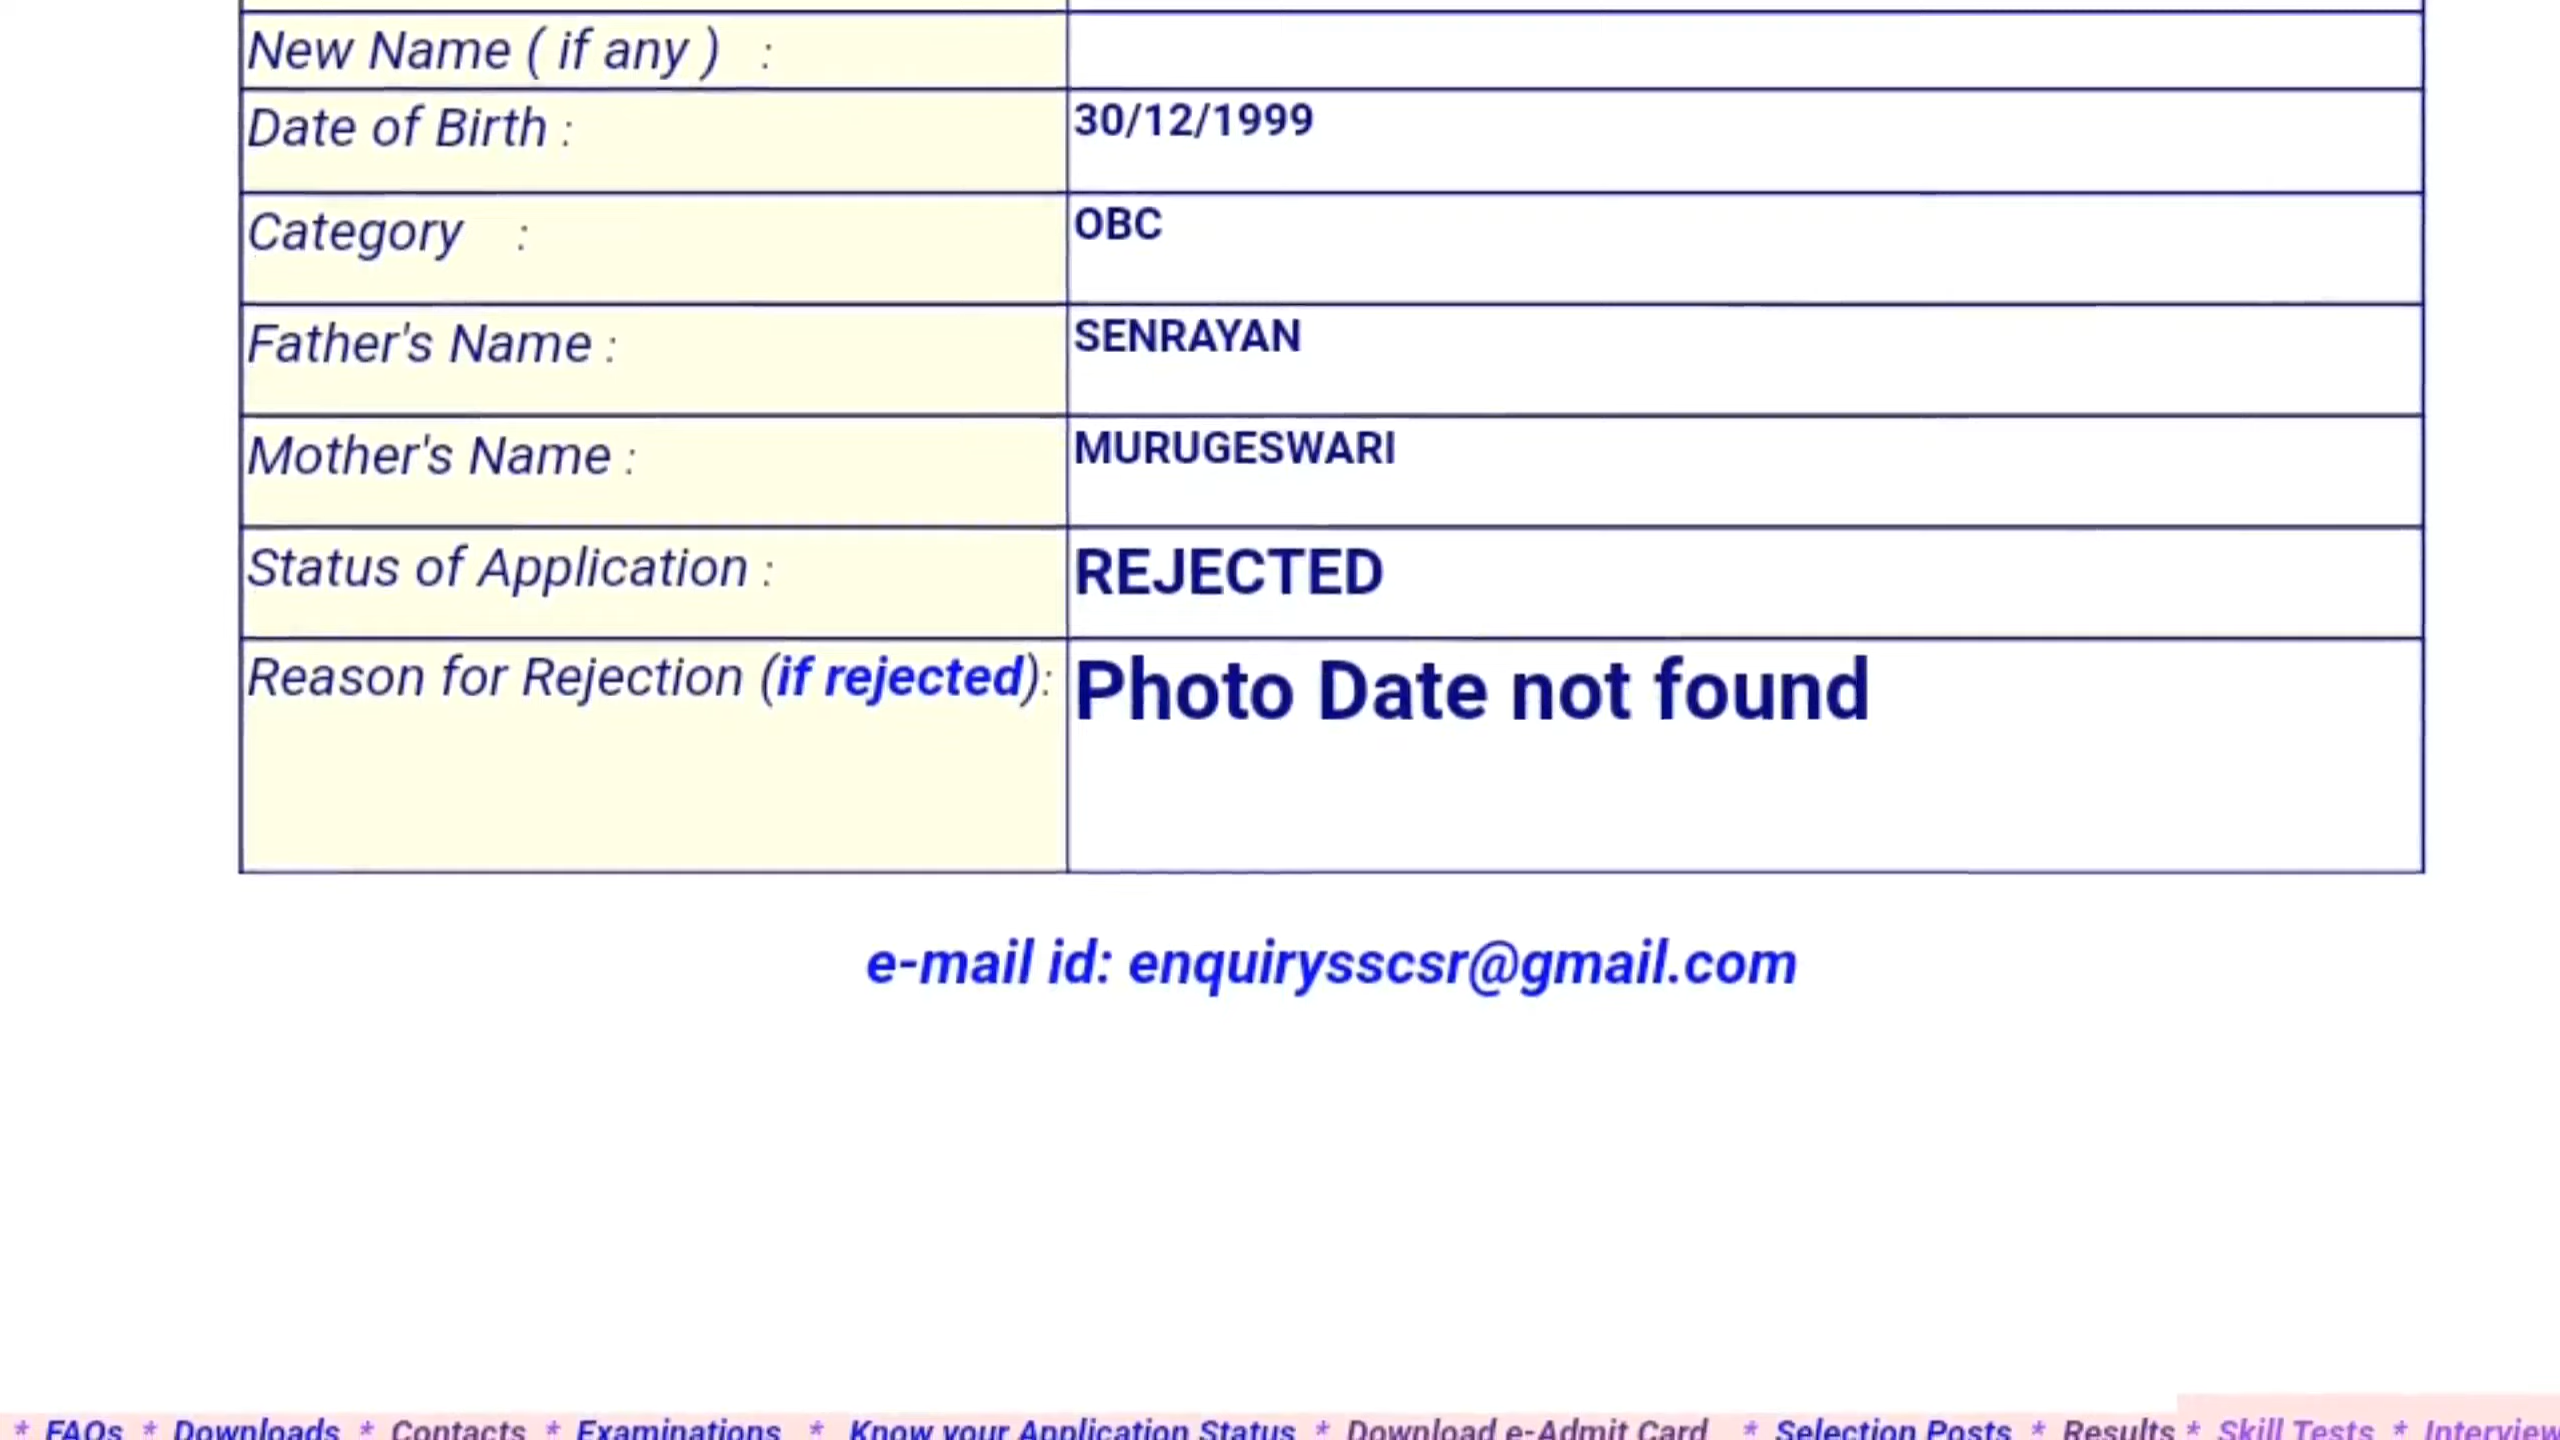 New Name ( if any ) :
Date of Birth : 30/12/1999
Category : OBC
Father's Name : SENRAYAN
Mother's Name : MURUGESWARI
Status of Application : REJECTED
Reason for Rejection (if rejected): Photo Date not found
e-mail id: enquirysscsr@gmail.com
* FAQs * Downloads * Contacts * Examinations * Know your Application Status * Download e-Admit Card * Selection Posts * Results * Skill Tests * Interview